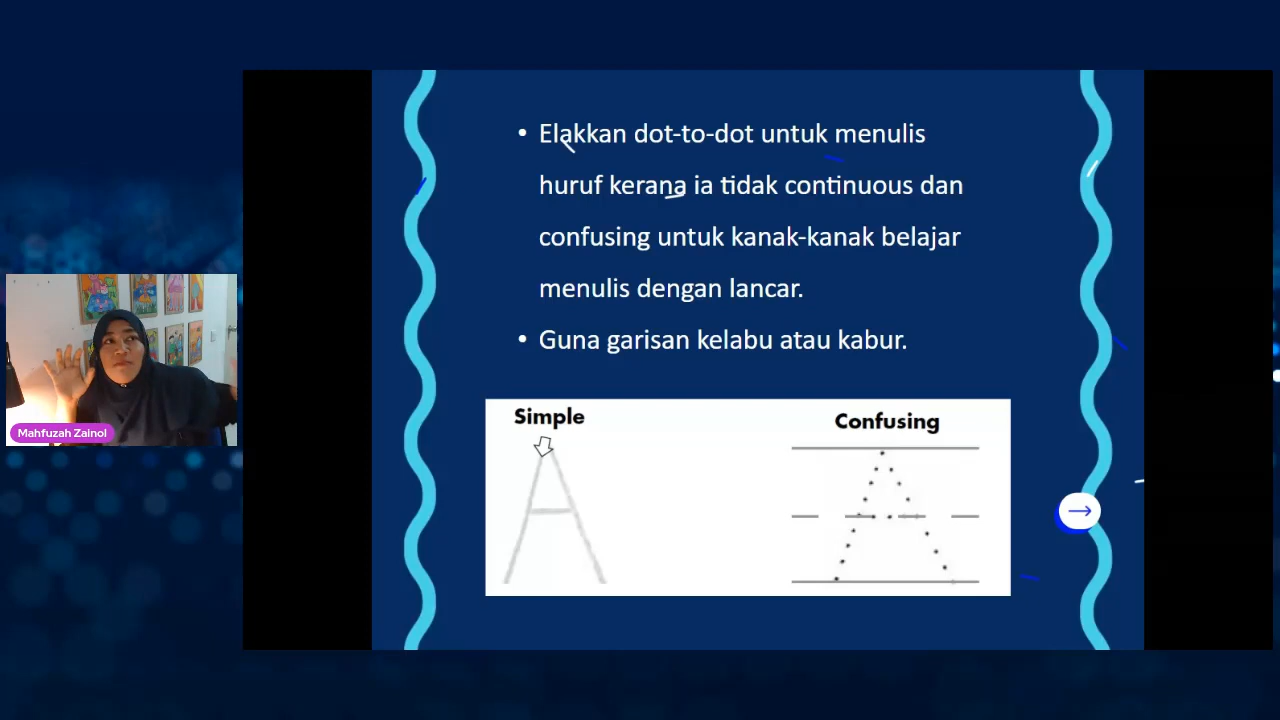 • Elakkan dot-to-dot untuk menulis
huruf kerana ia tidak continuous dan
confusing untuk kanak-kanak belajar
menulis dengan lancar.
• Guna garisan kelabu atau kabur.
Simple
Confusing
A
A
Mahfuzah Zainol